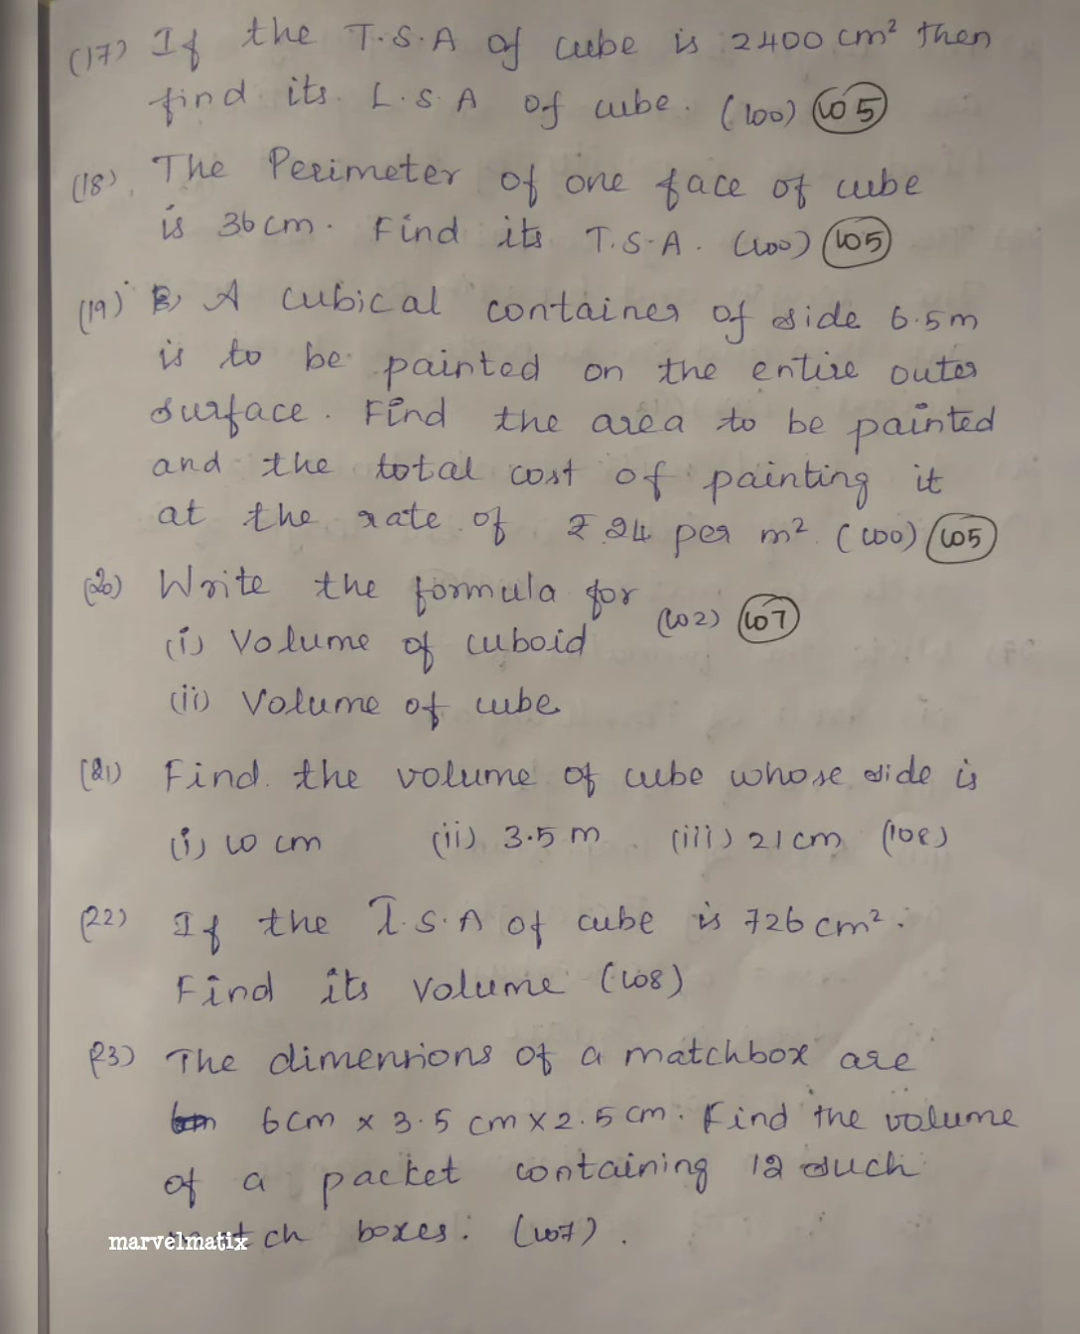 (17) If the T.S.A of cube is 2400 cm² then
find its L.S.A of cube. (100) (105)
(18) The Perimeter of one face of cube
is 36cm. Find its T.S.A. (100) (105)
(19) A cubical container of side 6.5m
is to be painted on the entire outer
surface. Find the area to be painted
and the total cost of painting it
at the rate of ₹ 24 per m² (100) (105)
(20) Write the formula for
(102) (107)
(i) Volume of cuboid
(ii) Volume of cube
(21) Find the volume of cube whose side is
(i) 10 cm (ii) 3.5 m (iii) 21 cm (108)
(22) If the T.S.A of cube is 726 cm².
Find its volume (108)
(23) The dimensions of a matchbox are
6cm x 3.5 cm x 2.5 cm. Find the volume
of a packet containing 12 such
match boxes. (107).
marvelmatix